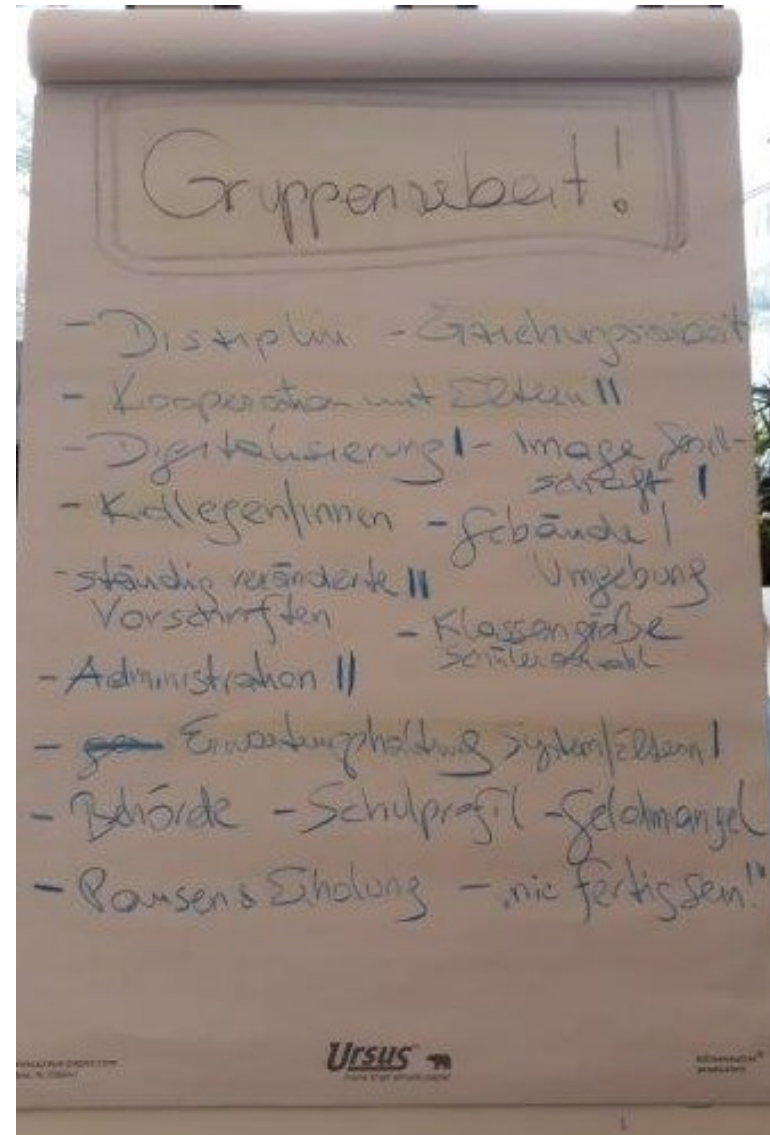 Gruppenarbeit!
- Disziplin - Erziehungsarbeit
- Kooperation mit Eltern II
- Digitalisierung I - Image Gesell-
schaft I
- Kollegen/innen - Gebäude /
- ständig veränderte II Umgebung
Vorschriften - Klassengröße
Schüleranzahl
- Administration II
- Erwartungshaltung System/Eltern I
- Behörde - Schulprofil - Geldmangel
- Pausen & Erholung - "nie fertig sein!"
Ursus